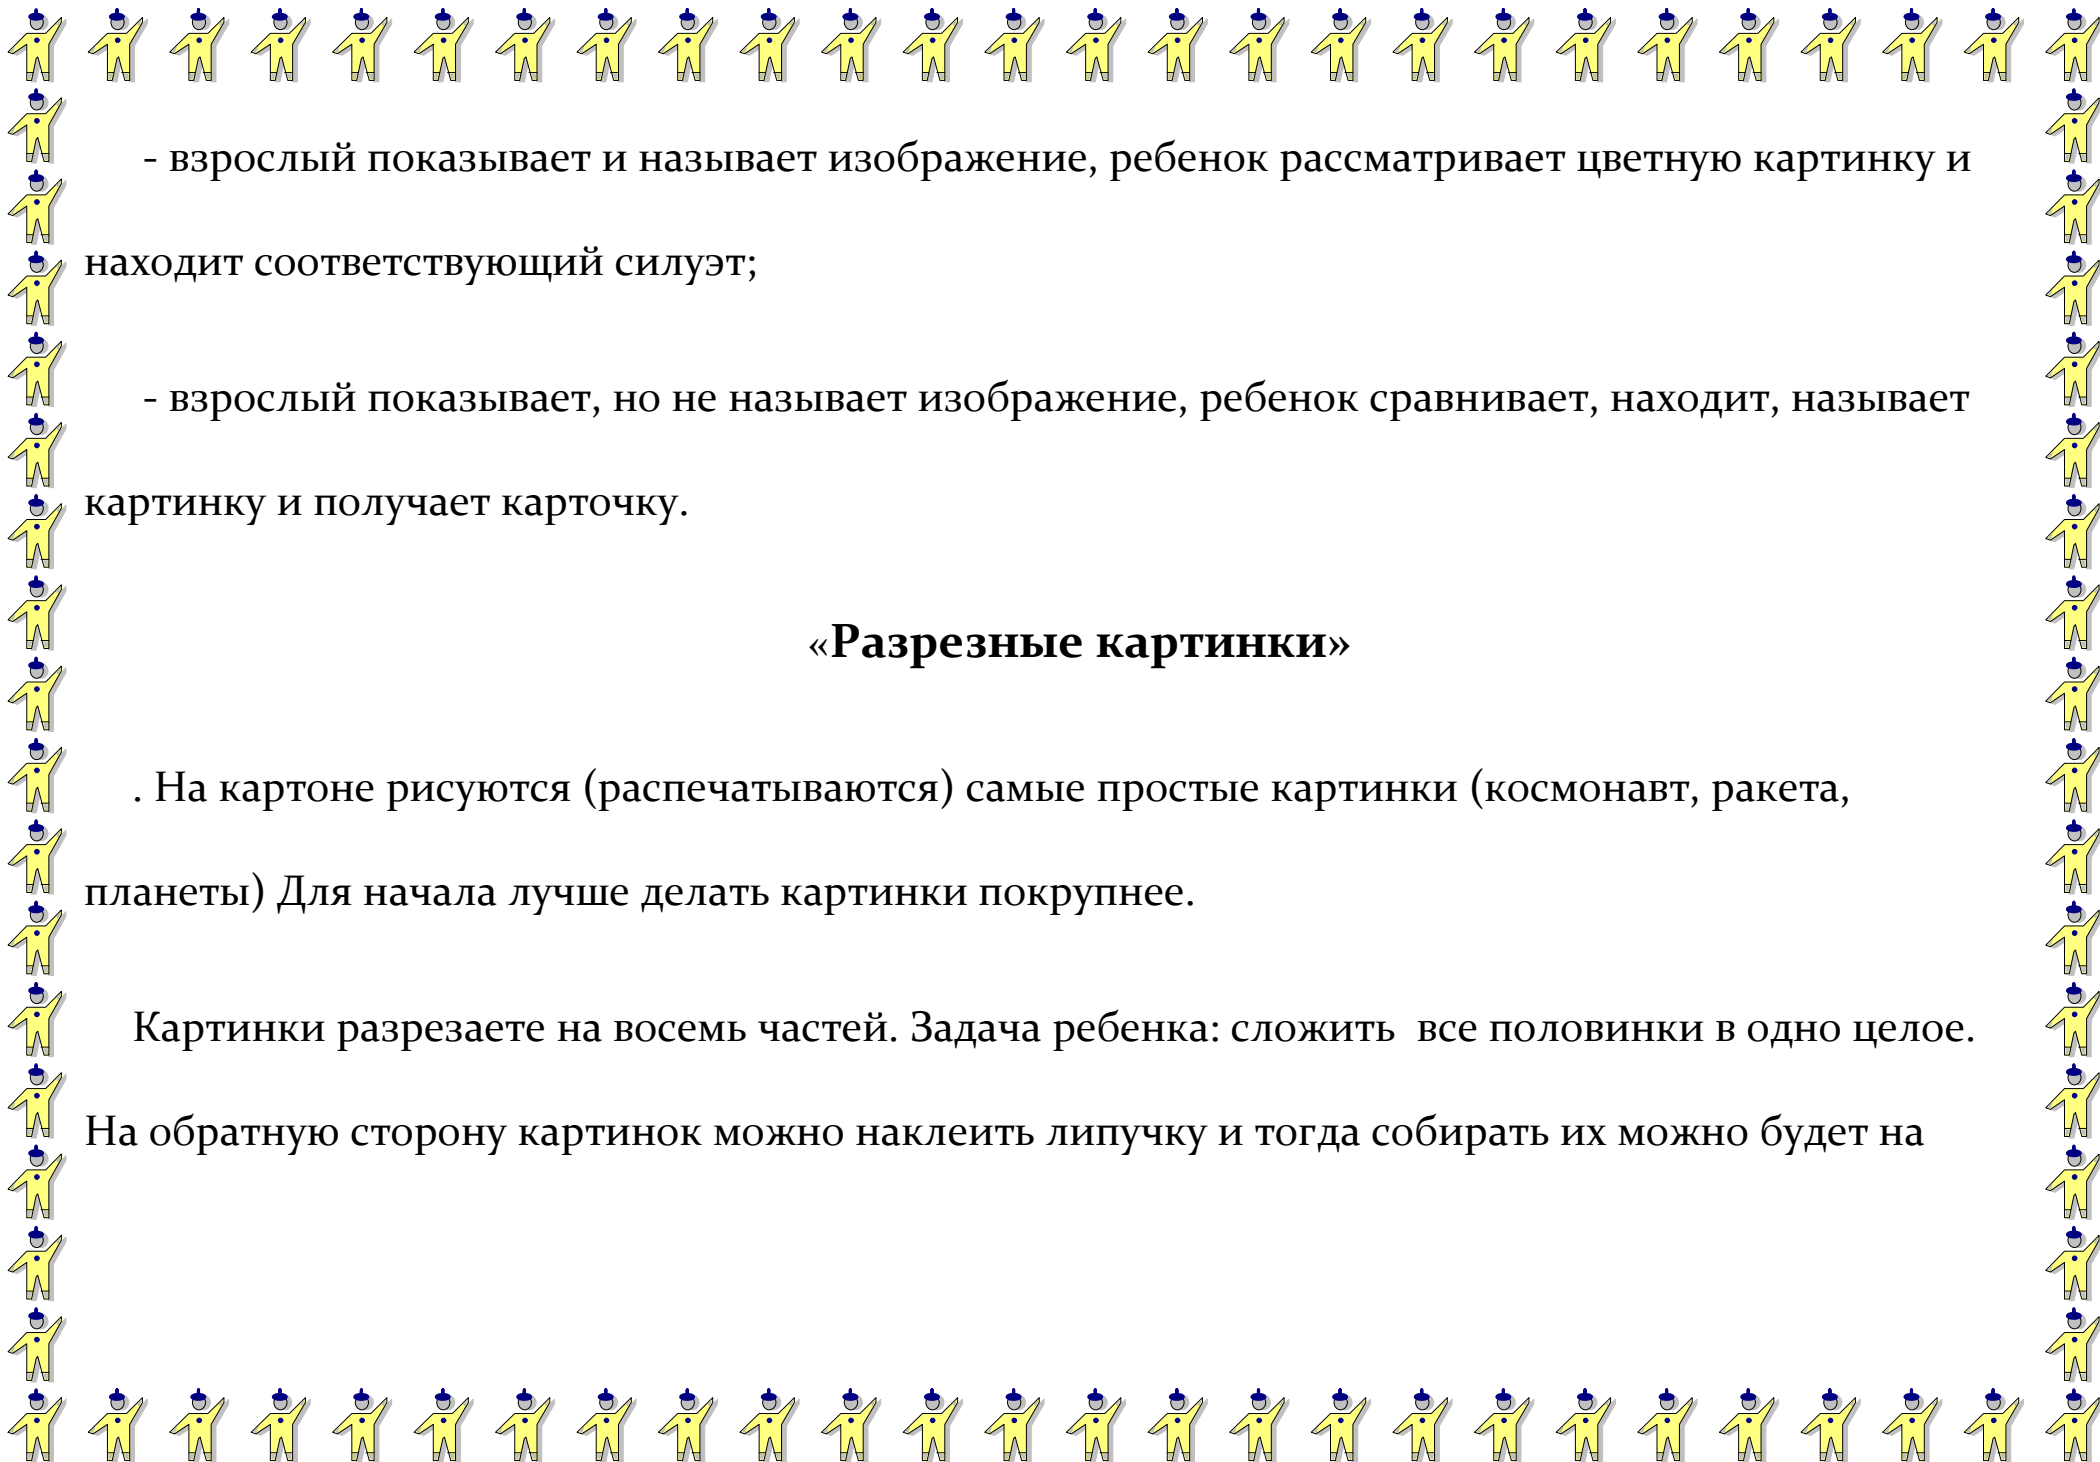 - взрослый показывает и называет изображение, ребенок рассматривает цветную картинку и
находит соответствующий силуэт;
- взрослый показывает, но не называет изображение, ребенок сравнивает, находит, называет
картинку и получает карточку.
«Разрезные картинки»
. На картоне рисуются (распечатываются) самые простые картинки (космонавт, ракета,
планеты) Для начала лучше делать картинки покрупнее.
Картинки разрезаете на восемь частей. Задача ребенка: сложить  все половинки в одно целое.
На обратную сторону картинок можно наклеить липучку и тогда собирать их можно будет на